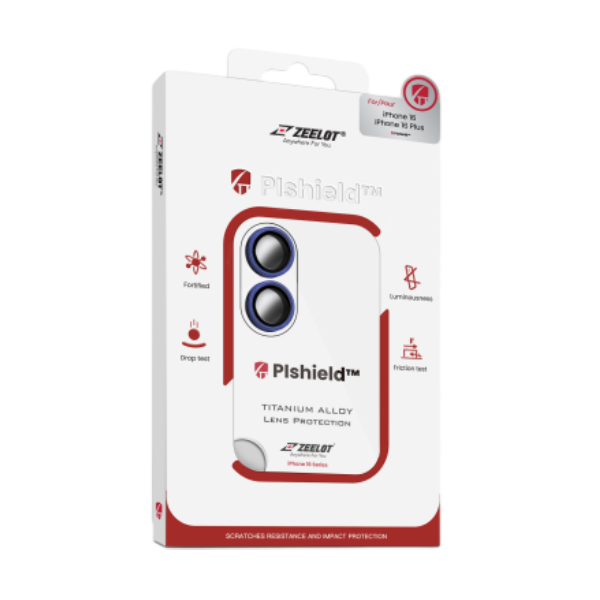 For/Pour
iPhone 16
iPhone 16 Plus
ZEELOT®
Anywhere For You
ZEELOT
PIshield™
Fortified
Luminousness
Drop test
F
Friction test
PIshield™
TITANIUM ALLOY
LENS PROTECTION
ZEELOT
Anywhere For You
iPhone 16 Series
SCRATCHES RESISTANCE AND IMPACT PROTECTION